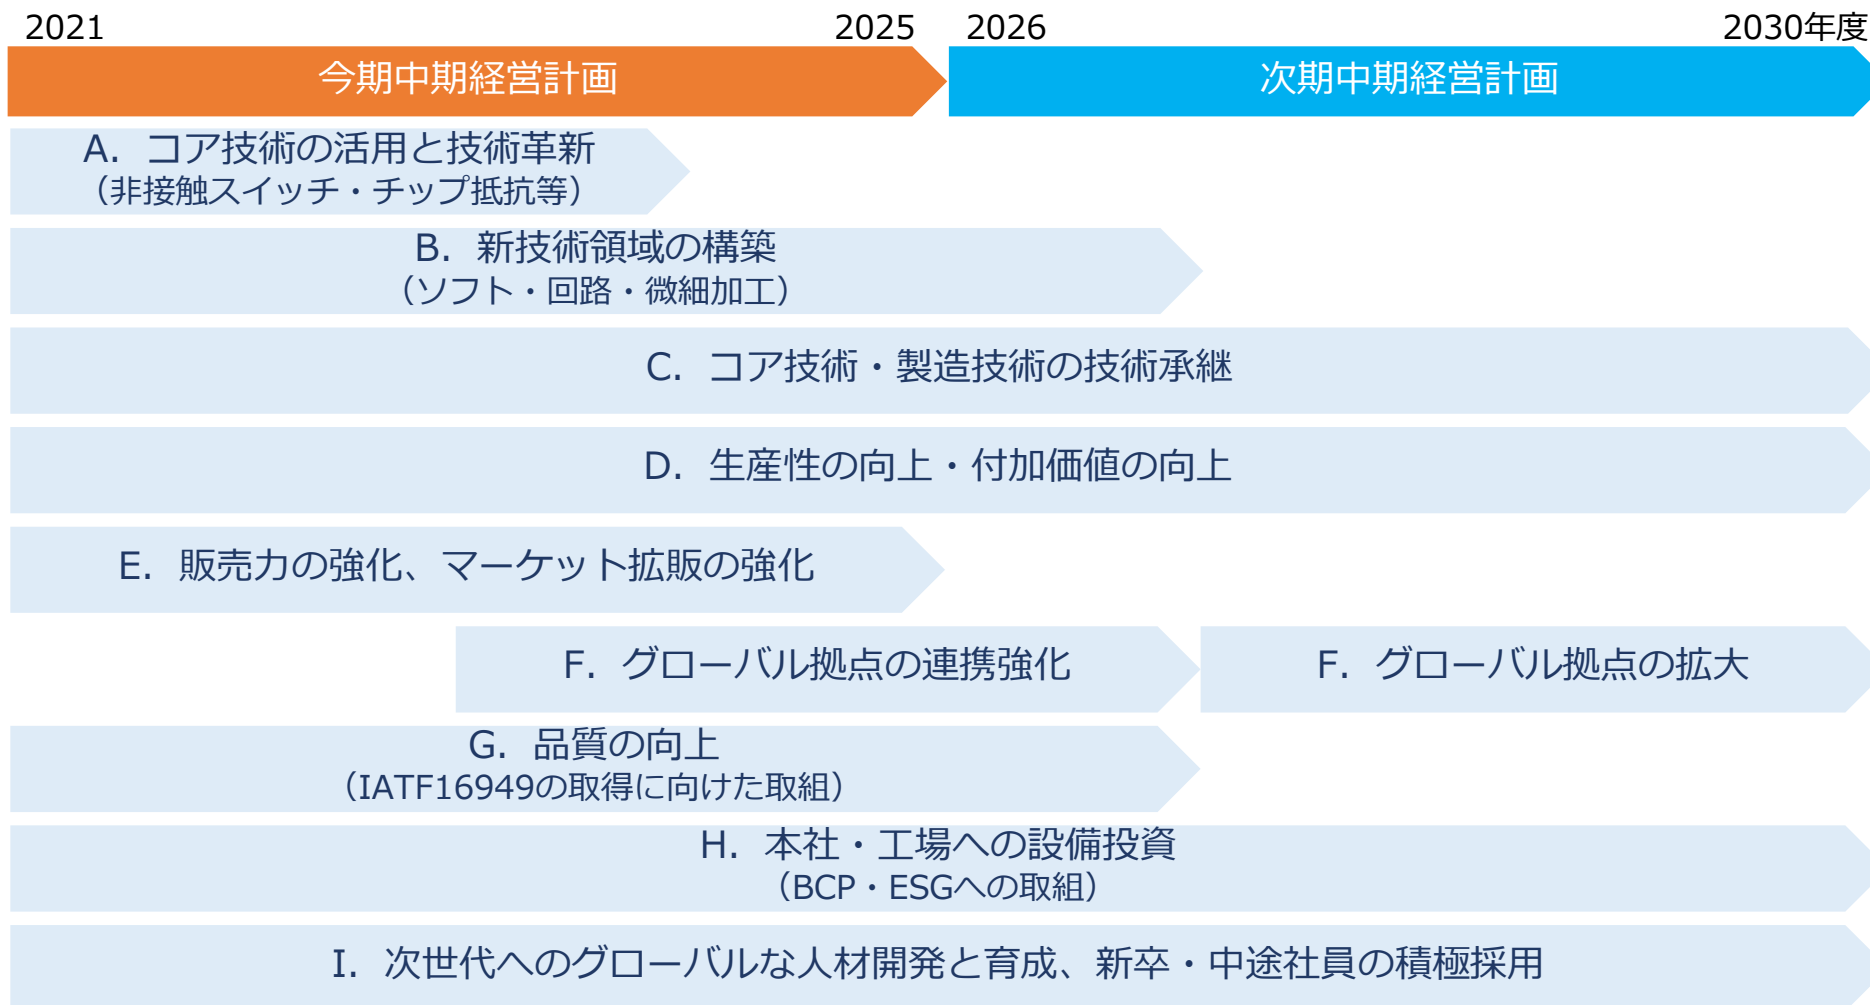 2021 2025 2026 2030年度
今期中期経営計画 次期中期経営計画
A. コア技術の活用と技術革新
（非接触スイッチ・チップ抵抗等）
B. 新技術領域の構築
（ソフト・回路・微細加工）
C. コア技術・製造技術の技術承継
D. 生産性の向上・付加価値の向上
E. 販売力の強化、マーケット拡販の強化
F. グローバル拠点の連携強化 F. グローバル拠点の拡大
G. 品質の向上
（IATF16949の取得に向けた取組）
H. 本社・工場への設備投資
（BCP・ESGへの取組）
I. 次世代へのグローバルな人材開発と育成、新卒・中途社員の積極採用